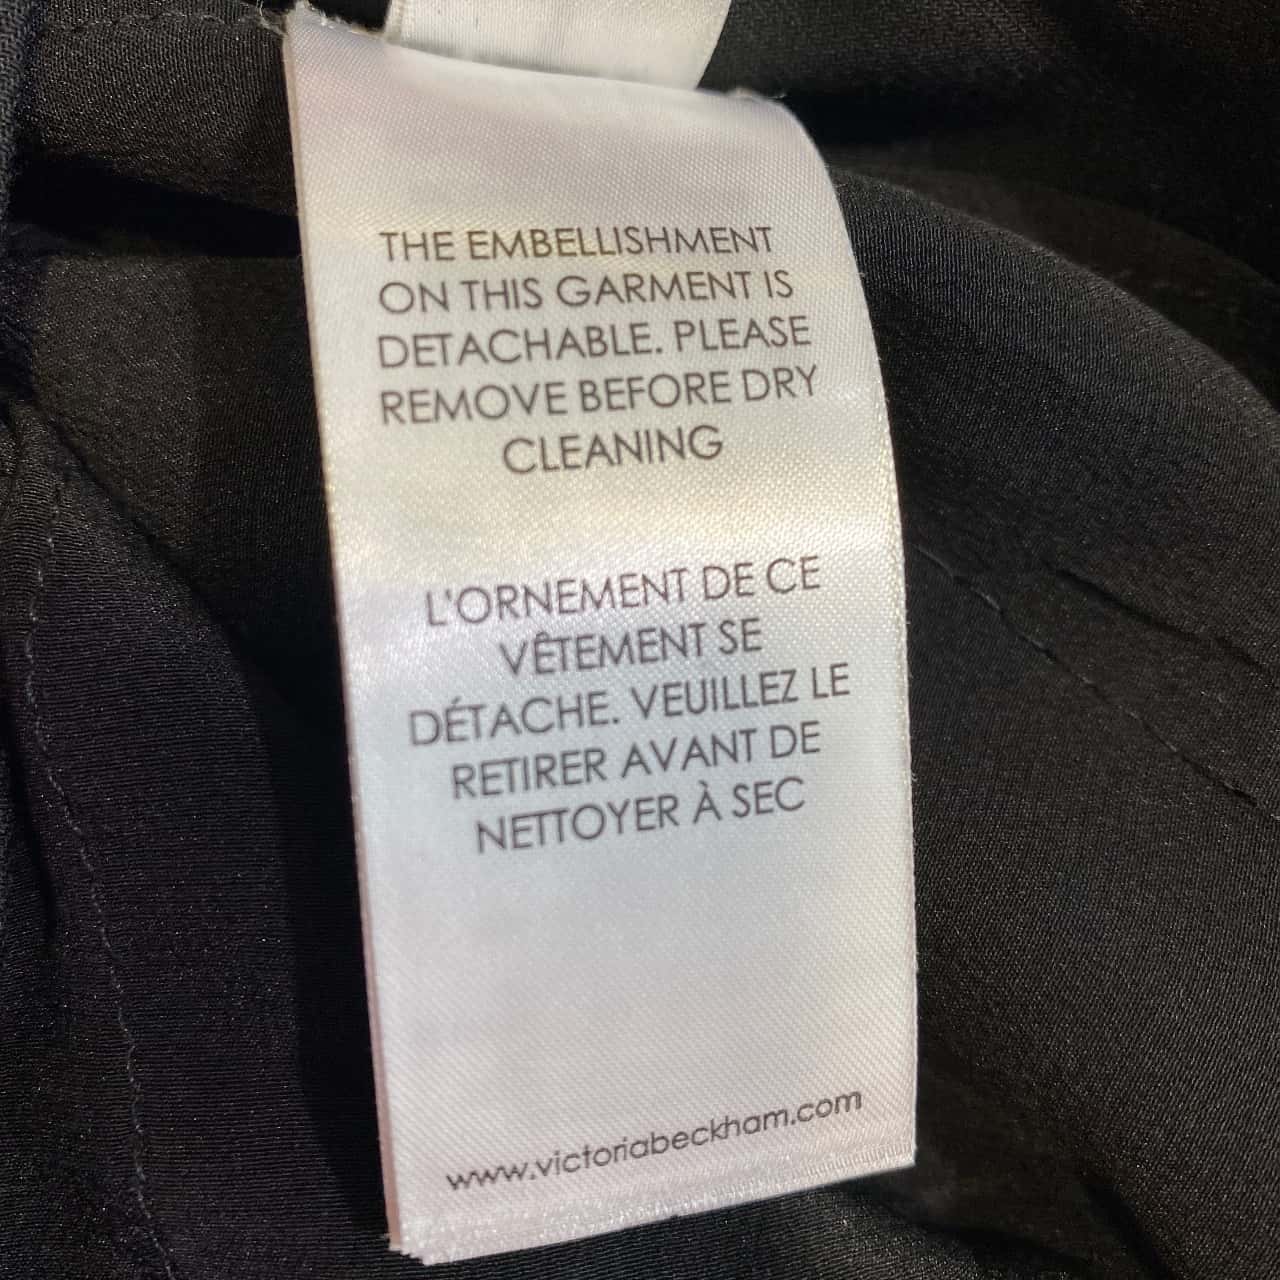 THE EMBELLISHMENT
ON THIS GARMENT IS
DETACHABLE. PLEASE
REMOVE BEFORE DRY
CLEANING
L'ORNEMENT DE CE
VÊTEMENT SE
DÉTACHE. VEUILLEZ LE
RETIRER AVANT DE
NETTOYER À SEC
www.victoriabeckham.com